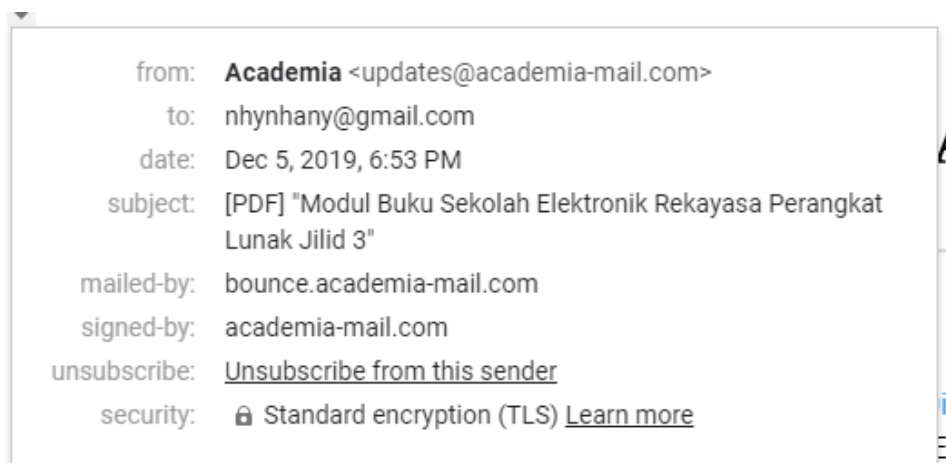 from: Academia <updates@academia-mail.com>
to: nhynhany@gmail.com
date: Dec 5, 2019, 6:53 PM
subject: [PDF] "Modul Buku Sekolah Elektronik Rekayasa Perangkat
Lunak Jilid 3"
mailed-by: bounce.academia-mail.com
signed-by: academia-mail.com
unsubscribe: Unsubscribe from this sender
security: Standard encryption (TLS) Learn more